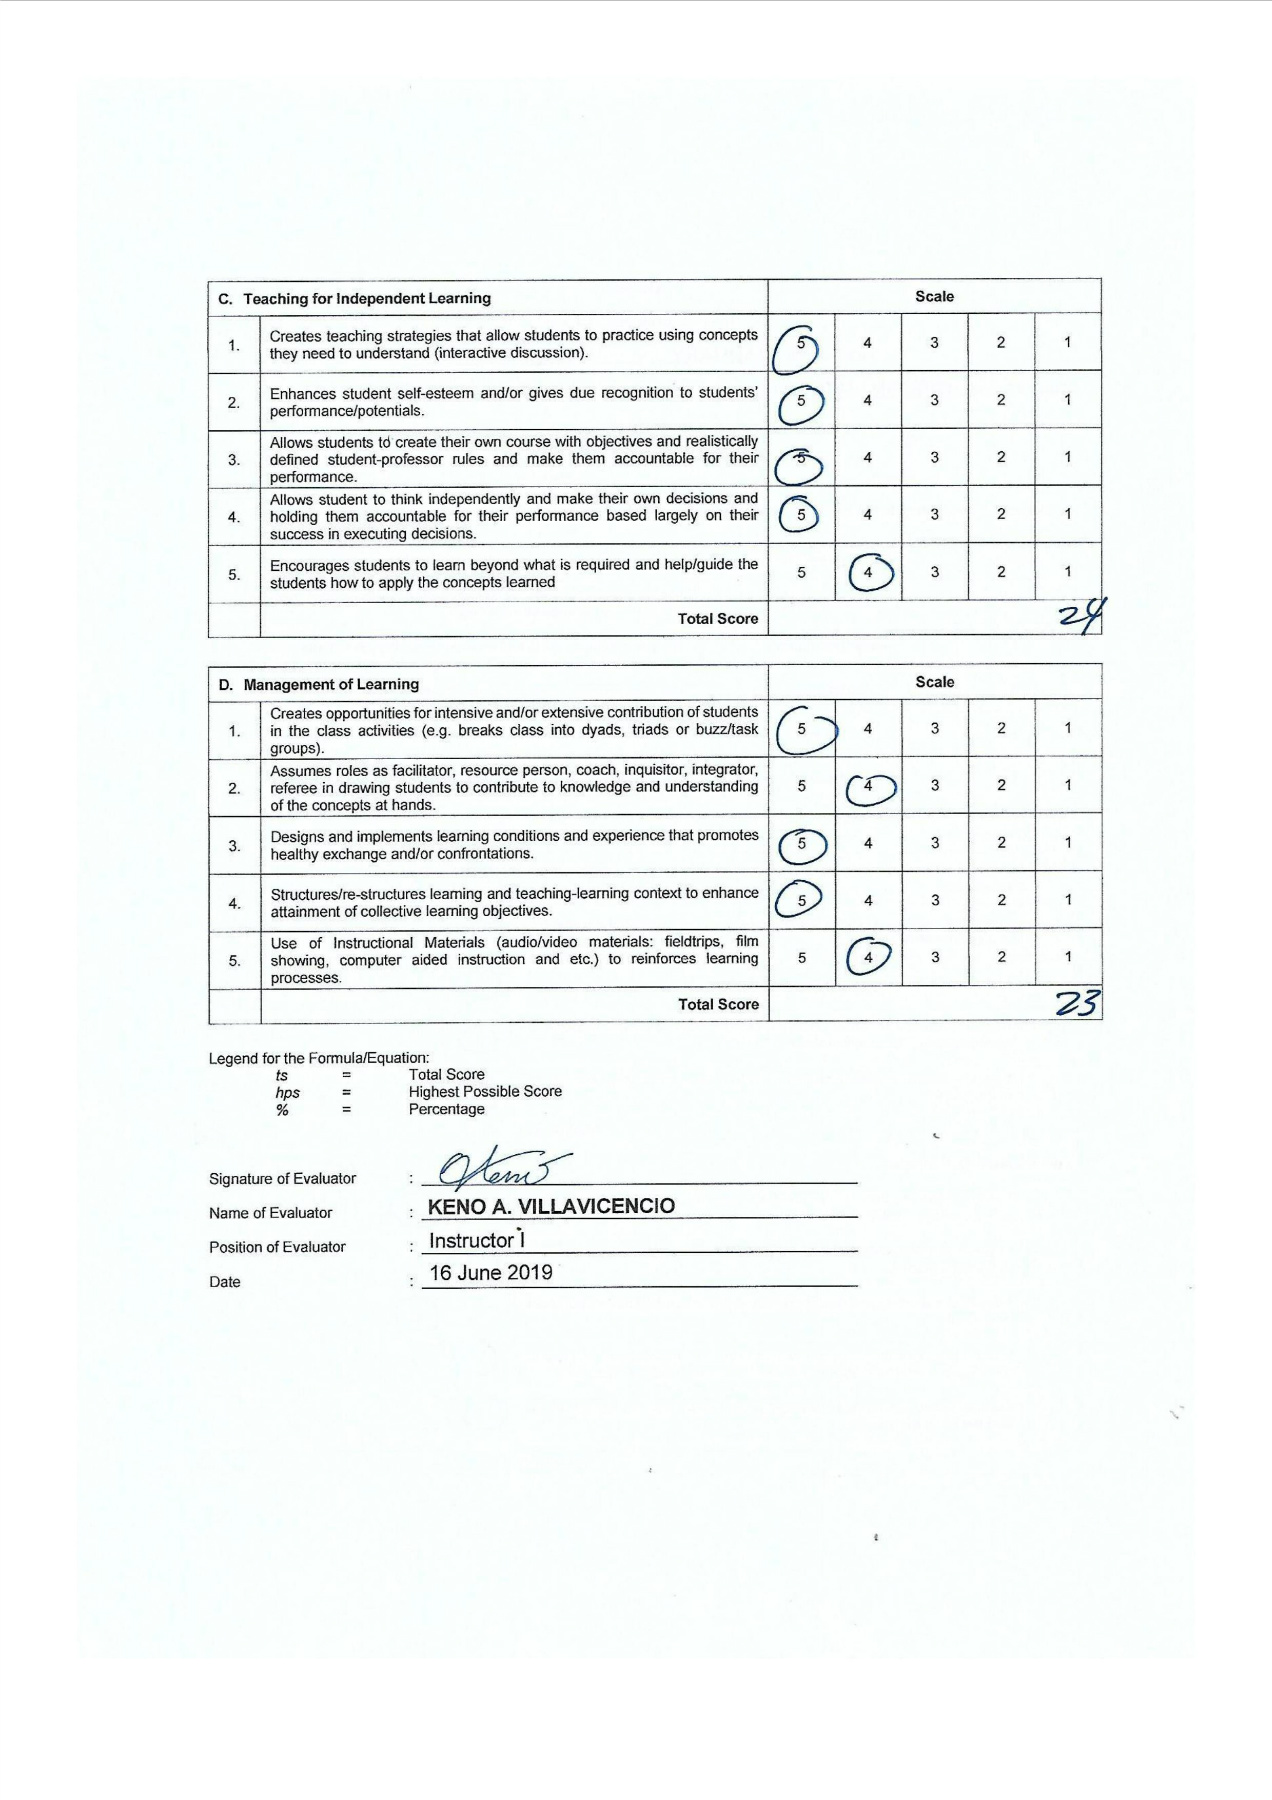 C. Teaching for Independent Learning Scale
1. Creates teaching strategies that allow students to practice using concepts
they need to understand (interactive discussion). 5 4 3 2 1
2. Enhances student self-esteem and/or gives due recognition to students'
performance/potentials. 5 4 3 2 1
3. Allows students to create their own course with objectives and realistically
defined student-professor rules and make them accountable for their
performance. 5 4 3 2 1
4. Allows student to think independently and make their own decisions and
holding them accountable for their performance based largely on their
success in executing decisions. 5 4 3 2 1
5. Encourages students to learn beyond what is required and help/guide the
students how to apply the concepts learned 5 4 3 2 1
Total Score 24
D. Management of Learning Scale
1. Creates opportunities for intensive and/or extensive contribution of students
in the class activities (e.g. breaks class into dyads, triads or buzz/task
groups). 5 4 3 2 1
2. Assumes roles as facilitator, resource person, coach, inquisitor, integrator,
referee in drawing students to contribute to knowledge and understanding
of the concepts at hands. 5 4 3 2 1
3. Designs and implements learning conditions and experience that promotes
healthy exchange and/or confrontations. 5 4 3 2 1
4. Structures/re-structures learning and teaching-learning context to enhance
attainment of collective learning objectives. 5 4 3 2 1
5. Use of Instructional Materials (audio/video materials: fieldtrips, film
showing, computer aided instruction and etc.) to reinforces learning
processes. 5 4 3 2 1
Total Score 23
Legend for the Formula/Equation:
ts = Total Score
hps = Highest Possible Score
% = Percentage
Signature of Evaluator :
Name of Evaluator : KENO A. VILLAVICENCIO
Position of Evaluator : Instructor I
Date : 16 June 2019